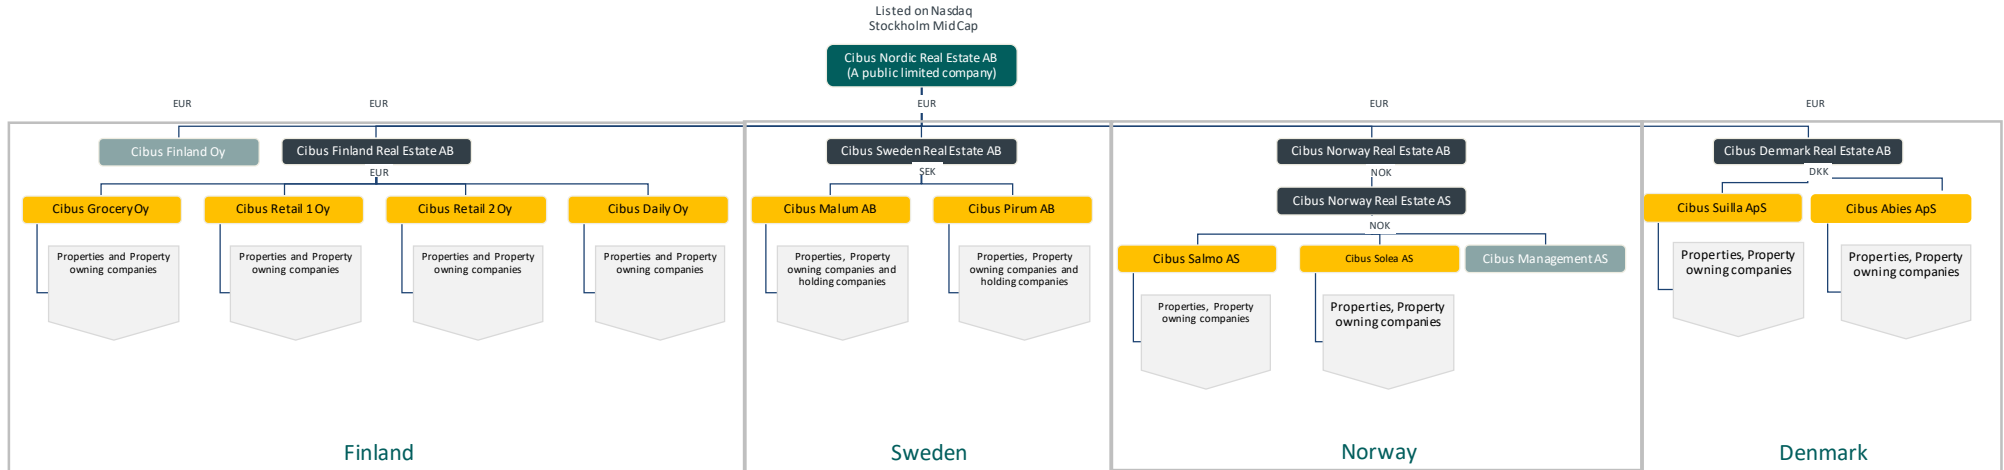 Listed on Nasdaq
Stockholm Mid Cap
Cibus Nordic Real Estate AB
(A public limited company)
EUR
EUR
EUR
EUR
EUR
Cibus Finland Oy
Cibus Finland Real Estate AB
Cibus Sweden Real Estate AB
Cibus Norway Real Estate AB
Cibus Denmark Real Estate AB
EUR
SEK
NOK
DKK
Cibus Grocery Oy
Cibus Retail 1 Oy
Cibus Retail 2 Oy
Cibus Daily Oy
Cibus Malum AB
Cibus Pirum AB
Cibus Norway Real Estate AS
Cibus Suilla ApS
Cibus Abies ApS
NOK
Cibus Salmo AS
Cibus Solea AS
Cibus Management AS
Properties and Property
owning companies
Properties and Property
owning companies
Properties and Property
owning companies
Properties and Property
owning companies
Properties, Property
owning companies and
holding companies
Properties, Property
owning companies and
holding companies
Properties, Property
owning companies
Properties, Property
owning companies
Properties, Property
owning companies
Properties, Property
owning companies
Finland
Sweden
Norway
Denmark